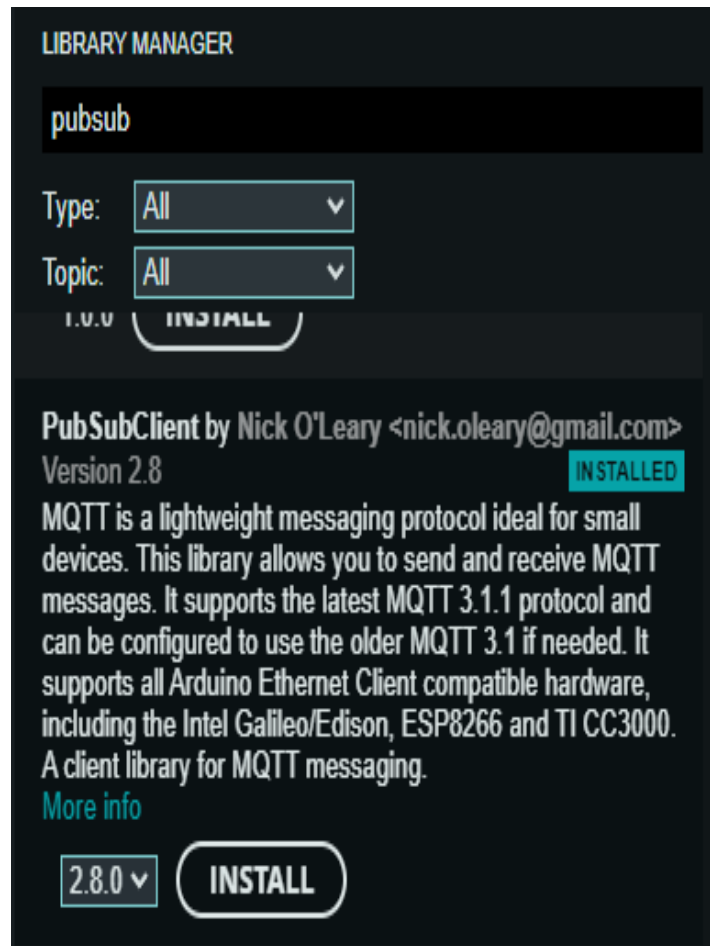 LIBRARY MANAGER
pubsub
Type: All
Topic: All
1.0.0 INSTALL
PubSubClient by Nick O'Leary <nick.oleary@gmail.com>
Version 2.8 INSTALLED
MQTT is a lightweight messaging protocol ideal for small
devices. This library allows you to send and receive MQTT
messages. It supports the latest MQTT 3.1.1 protocol and
can be configured to use the older MQTT 3.1 if needed. It
supports all Arduino Ethernet Client compatible hardware,
including the Intel Galileo/Edison, ESP8266 and TI CC3000.
A client library for MQTT messaging.
More info
2.8.0 INSTALL